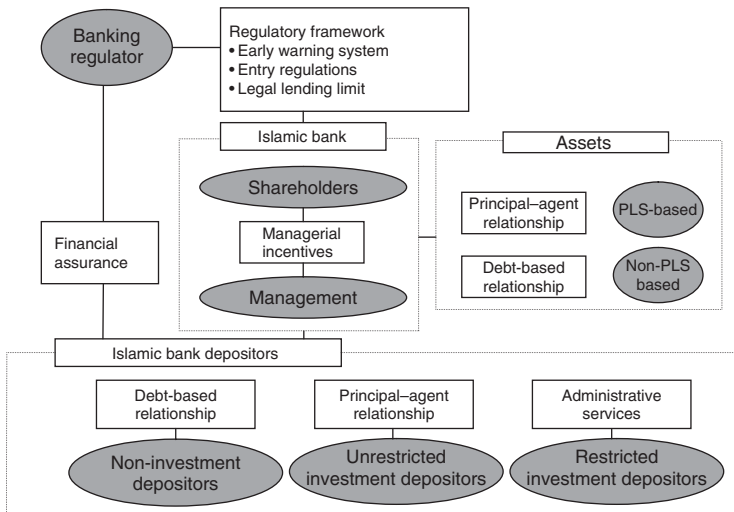 Banking
regulator
Regulatory framework
• Early warning system
• Entry regulations
• Legal lending limit
Islamic bank
Assets
Shareholders
Principal–agent
relationship
PLS-based
Managerial
incentives
Financial
assurance
Debt-based
relationship
Non-PLS
based
Management
Islamic bank depositors
Debt-based
relationship
Principal–agent
relationship
Administrative
services
Non-investment
depositors
Unrestricted
investment depositors
Restricted
investment depositors